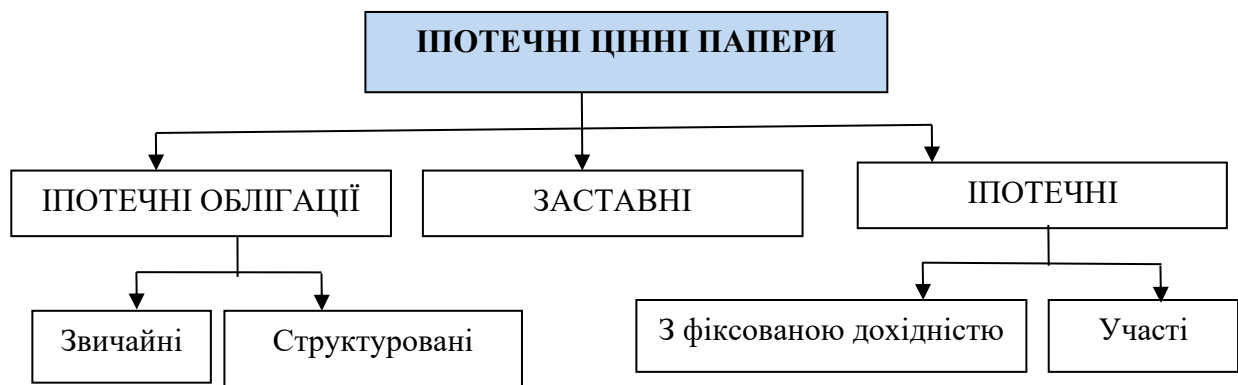 ІПОТЕЧНІ ЦІННІ ПАПЕРИ
ІПОТЕЧНІ ОБЛІГАЦІЇ
ЗАСТАВНІ
ІПОТЕЧНІ
Звичайні
Структуровані
З фіксованою дохідністю
Участі